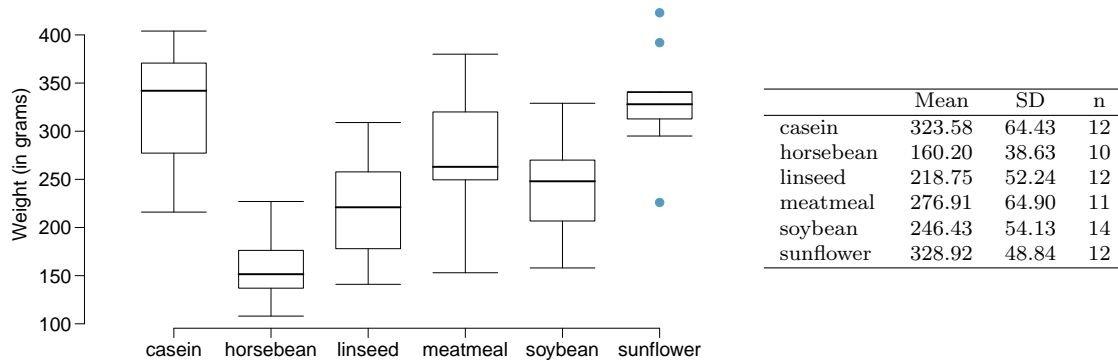 Weight (in grams)
400
350
300
250
200
150
100
casein horsebean linseed meatmeal soybean sunflower
Mean SD n
casein 323.58 64.43 12
horsebean 160.20 38.63 10
linseed 218.75 52.24 12
meatmeal 276.91 64.90 11
soybean 246.43 54.13 14
sunflower 328.92 48.84 12